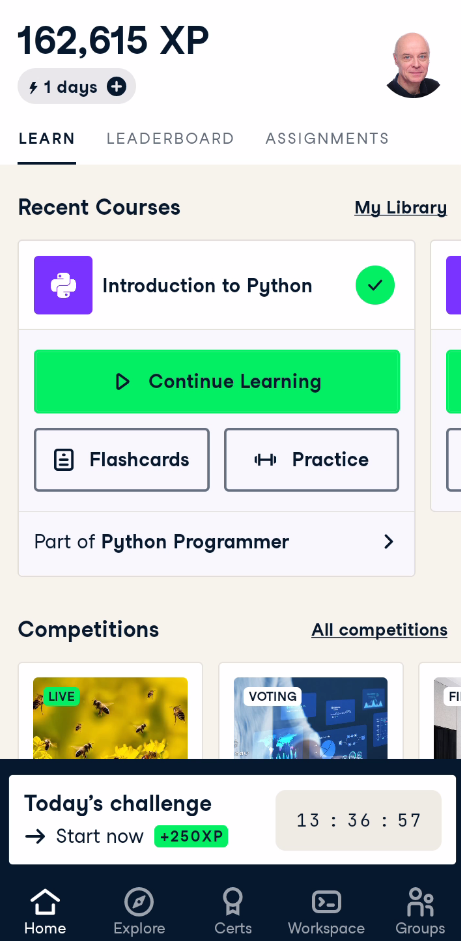 162,615 XP
1 days
LEARN LEADERBOARD ASSIGNMENTS
Recent Courses My Library
Introduction to Python
Continue Learning
Flashcards Practice
Part of Python Programmer
Competitions All competitions
LIVE VOTING
Today's challenge
Start now +250XP
13 : 36 : 57
Home Explore Certs Workspace Groups